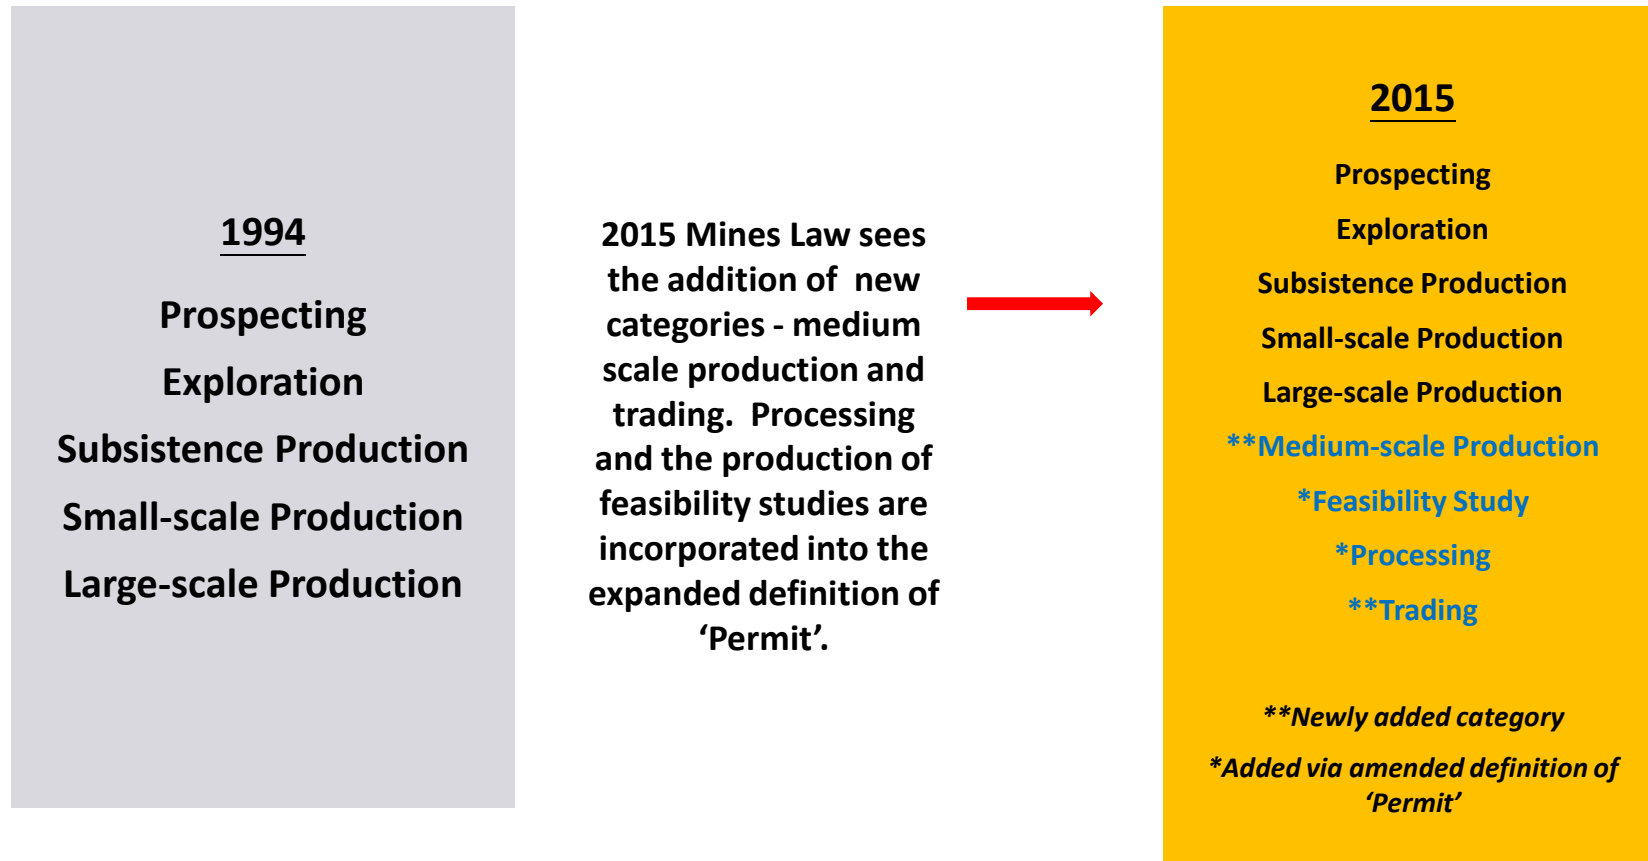 1994
Prospecting
Exploration
Subsistence Production
Small-scale Production
Large-scale Production
2015 Mines Law sees
the addition of  new
categories - medium
scale production and
trading.  Processing
and the production of
feasibility studies are
incorporated into the
expanded definition of
‘Permit’.
2015
Prospecting
Exploration
Subsistence Production
Small-scale Production
Large-scale Production
**Medium-scale Production
*Feasibility Study
*Processing
**Trading
**Newly added category
*Added via amended definition of
‘Permit’